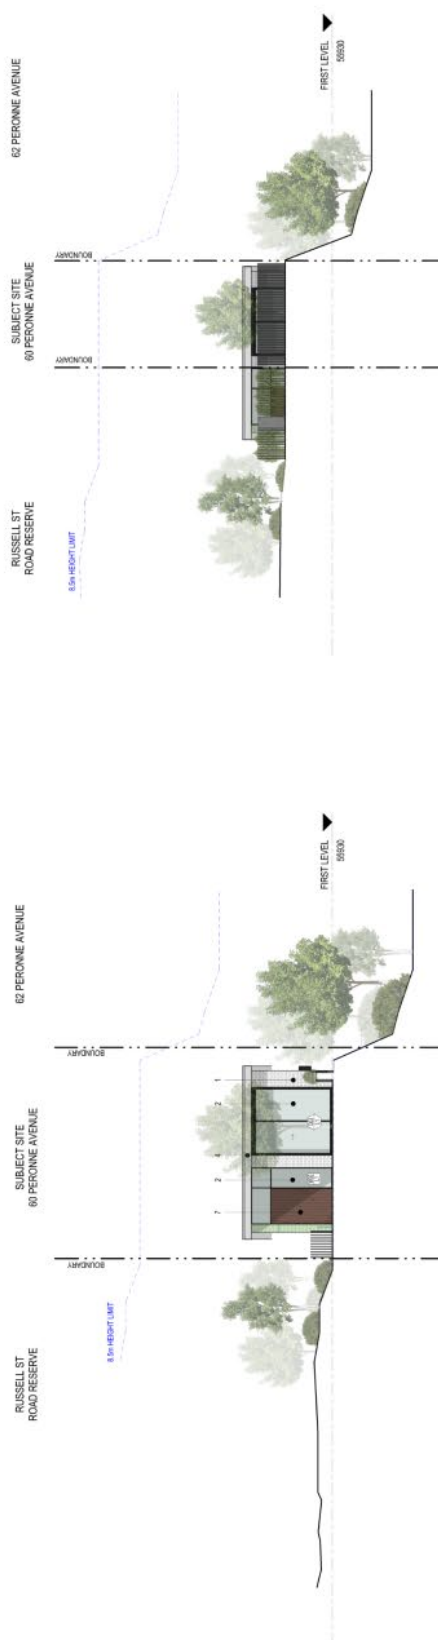 RUSSELL ST
ROAD RESERVE
SUBJECT SITE
60 PERONNE AVENUE
62 PERONNE AVENUE
8.5m HEIGHT LIMIT
BOUNDARY
BOUNDARY
FIRST LEVEL
55930
RUSSELL ST
ROAD RESERVE
SUBJECT SITE
60 PERONNE AVENUE
62 PERONNE AVENUE
8.5m HEIGHT LIMIT
BOUNDARY
BOUNDARY
7
2
4
2
1
FIRST LEVEL
55930